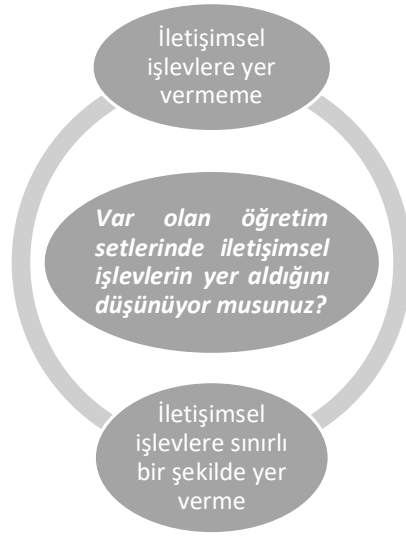 İletişimsel
işlevlere yer
vermeme
Var olan öğretim
setlerinde iletişimsel
işlevlerin yer aldığını
düşünüyor musunuz?
İletişimsel
işlevlere sınırlı
bir şekilde yer
verme